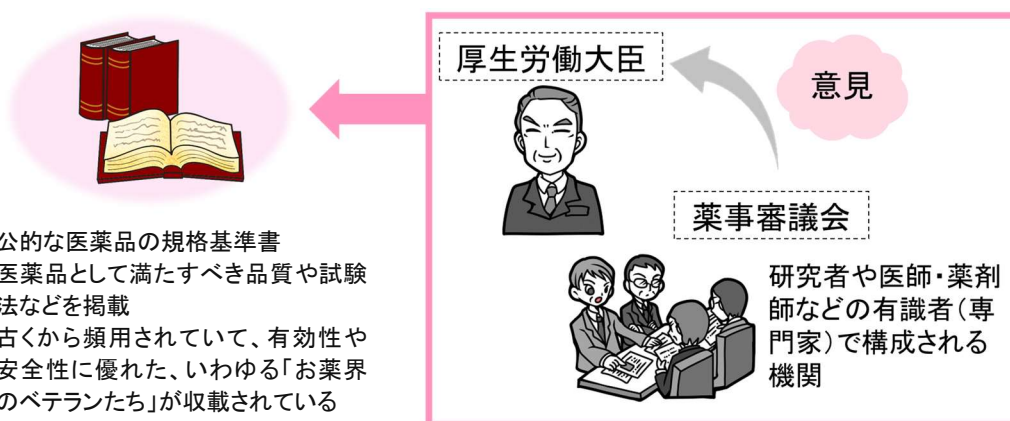 厚生労働大臣
意見
薬事審議会
研究者や医師・薬剤
師などの有識者(専
門家)で構成される
機関
公的な医薬品の規格基準書
医薬品として満たすべき品質や試験
法などを掲載
古くから頻用されていて、有効性や
安全性に優れた、いわゆる「お薬界
のベテランたち」が収載されている